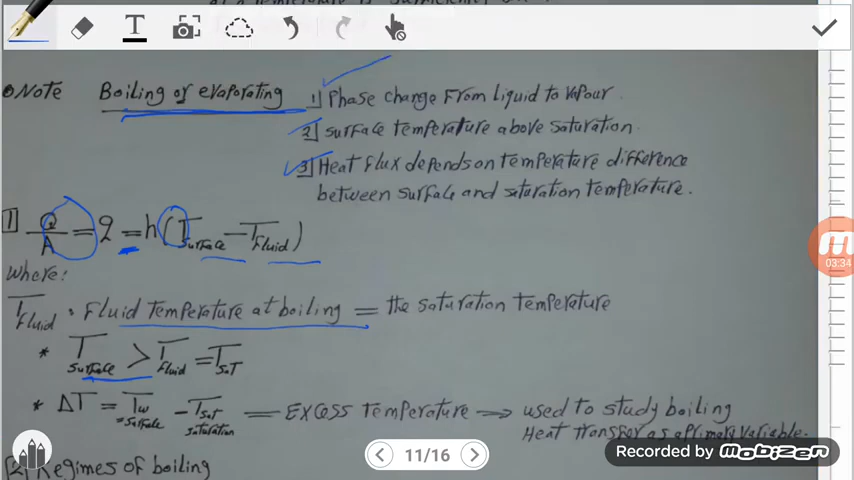 T
●Note Boiling or evaporating 1] Phase change From Liquid to Vapour.
2] Surface temperature above saturation.
3] Heat Flux depends on temperature difference
between surface and saturation temperature.
1] Q/A = q = h(T Surface - T Fluid)
Where:
T Fluid : Fluid temperature at boiling = the saturation temperature
* T Surface > T Fluid = T SaT
* ΔT = Tw = Surface - T Sat saturation = EXCESS Temperature → used to study boiling
Heat transfer as a Primary Variable.
[2] Regimes of boiling
11/16
03:34
Recorded by mobizen